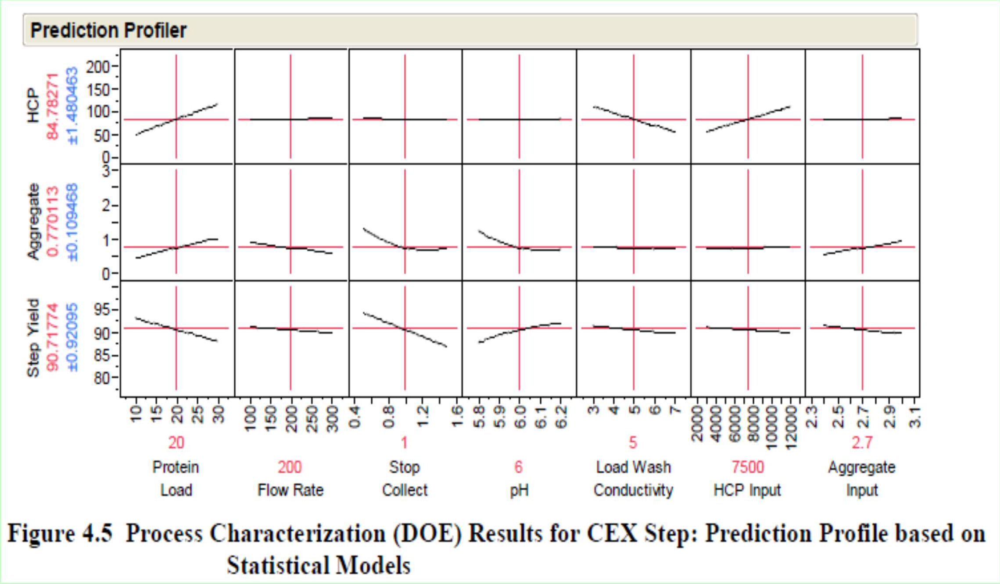 Prediction Profiler
HCP
84.78271
±1.480463
200
150
100
50
0
Aggregate
0.770113
±0.109468
3
2
1
0
Step Yield
90.71774
±0.92095
95
90
85
80
10 15 20 25 30 100 150 200 250 300 0.4 0.8 1.2 1.6 5.8 5.9 6.0 6.1 6.2 3 4 5 6 7 2000 4000 6000 8000 10000 12000 2.3 2.5 2.7 2.9 3.1
20
Protein
Load
200
Flow Rate
1
Stop
Collect
6
pH
5
Load Wash
Conductivity
7500
HCP Input
2.7
Aggregate
Input
Figure 4.5 Process Characterization (DOE) Results for CEX Step: Prediction Profile based on
Statistical Models